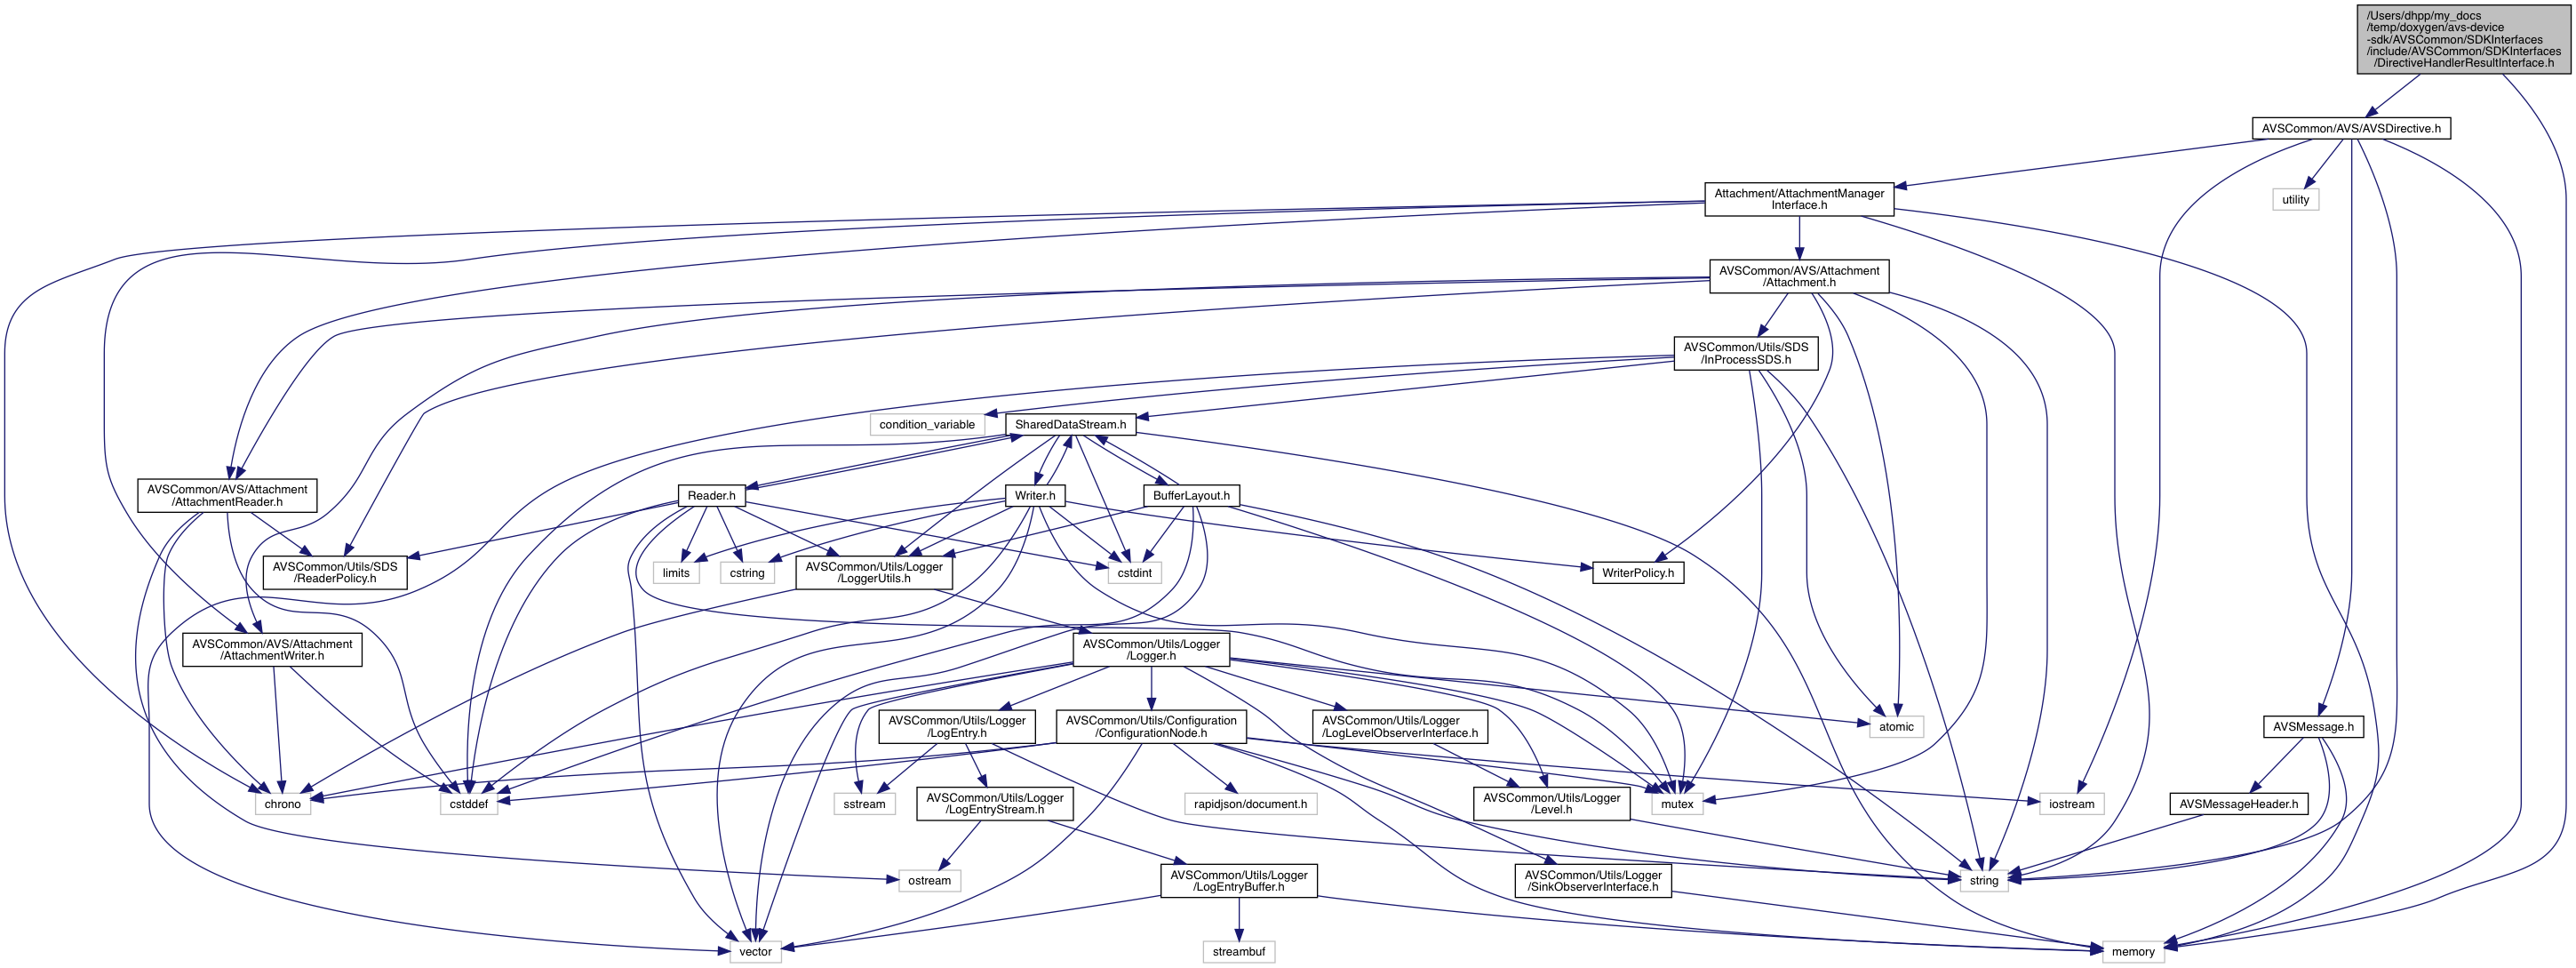 /Users/dhpp/my_docs
/temp/doxygen/avs-device
-sdk/AVSCommon/SDKInterfaces
/include/AVSCommon/SDKInterfaces
/DirectiveHandlerResultInterface.h
AVSCommon/AVS/AVSDirective.h
Attachment/AttachmentManager
Interface.h
utility
AVSCommon/AVS/Attachment
/Attachment.h
AVSCommon/Utils/SDS
/InProcessSDS.h
condition_variable
SharedDataStream.h
AVSCommon/AVS/Attachment
/AttachmentReader.h
Reader.h
Writer.h
BufferLayout.h
AVSCommon/Utils/SDS
/ReaderPolicy.h
limits
cstring
AVSCommon/Utils/Logger
/LoggerUtils.h
cstdint
WriterPolicy.h
AVSCommon/AVS/Attachment
/AttachmentWriter.h
AVSCommon/Utils/Logger
/Logger.h
AVSCommon/Utils/Logger
/LogEntry.h
AVSCommon/Utils/Configuration
/ConfigurationNode.h
AVSCommon/Utils/Logger
/LogLevelObserverInterface.h
atomic
AVSMessage.h
chrono
cstddef
sstream
AVSCommon/Utils/Logger
/LogEntryStream.h
rapidjson/document.h
AVSCommon/Utils/Logger
/Level.h
mutex
iostream
AVSMessageHeader.h
ostream
AVSCommon/Utils/Logger
/LogEntryBuffer.h
AVSCommon/Utils/Logger
/SinkObserverInterface.h
string
vector
streambuf
memory